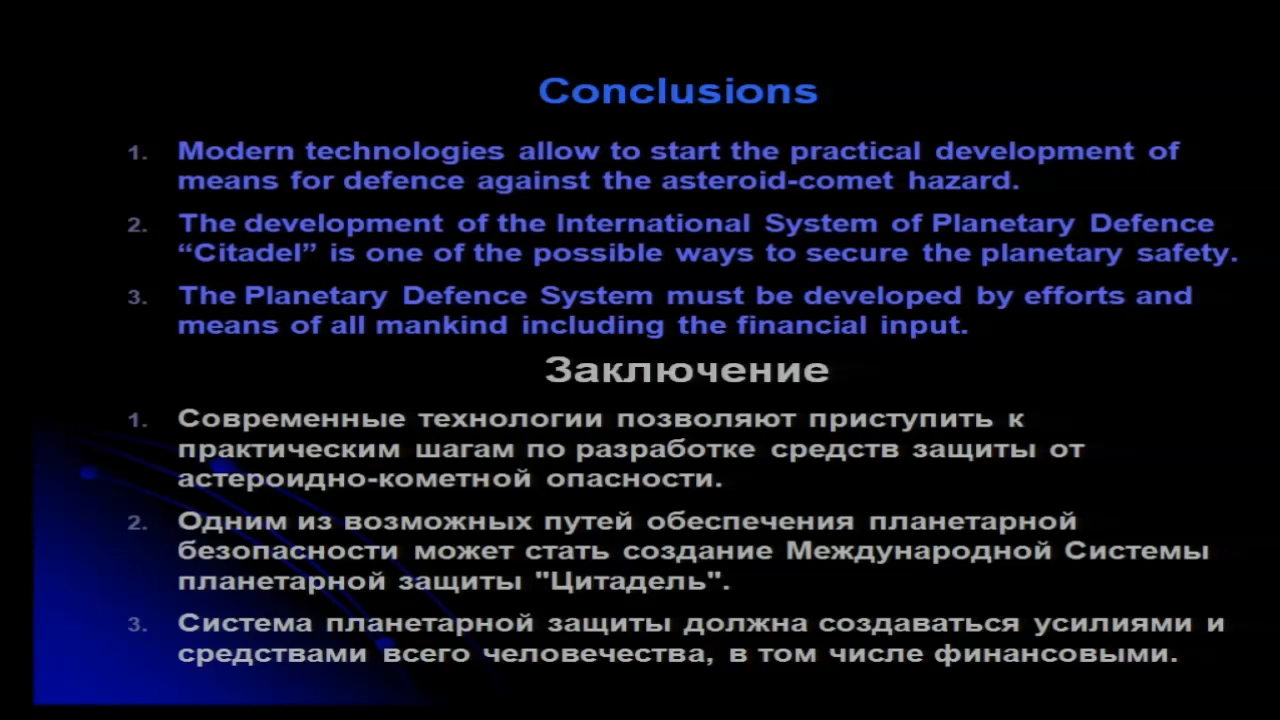 Conclusions
1. Modern technologies allow to start the practical development of
means for defence against the asteroid-comet hazard.
2. The development of the International System of Planetary Defence
“Citadel” is one of the possible ways to secure the planetary safety.
3. The Planetary Defence System must be developed by efforts and
means of all mankind including the financial input.
Заключение
1. Современные технологии позволяют приступить к
практическим шагам по разработке средств защиты от
астероидно-кометной опасности.
2. Одним из возможных путей обеспечения планетарной
безопасности может стать создание Международной Системы
планетарной защиты "Цитадель".
3. Система планетарной защиты должна создаваться усилиями и
средствами всего человечества, в том числе финансовыми.